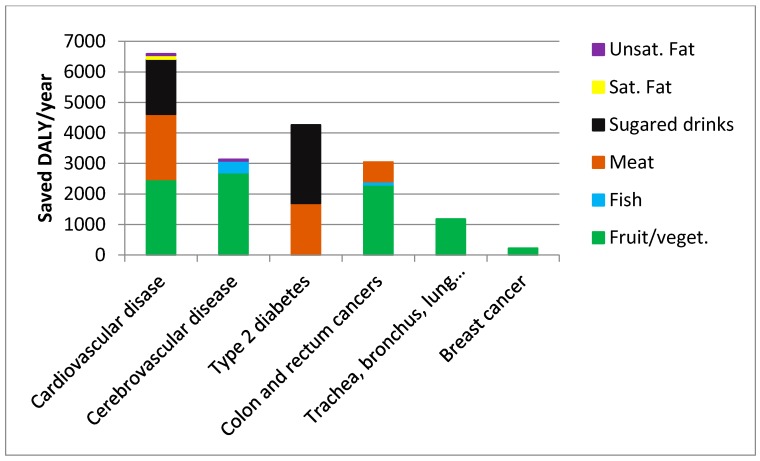 Saved DALY/year
7000
6000
5000
4000
3000
2000
1000
0
Cardiovascular disase
Cerebrovascular disease
Type 2 diabetes
Colon and rectum cancers
Trachea, bronchus, lung...
Breast cancer
Unsat. Fat
Sat. Fat
Sugared drinks
Meat
Fish
Fruit/veget.